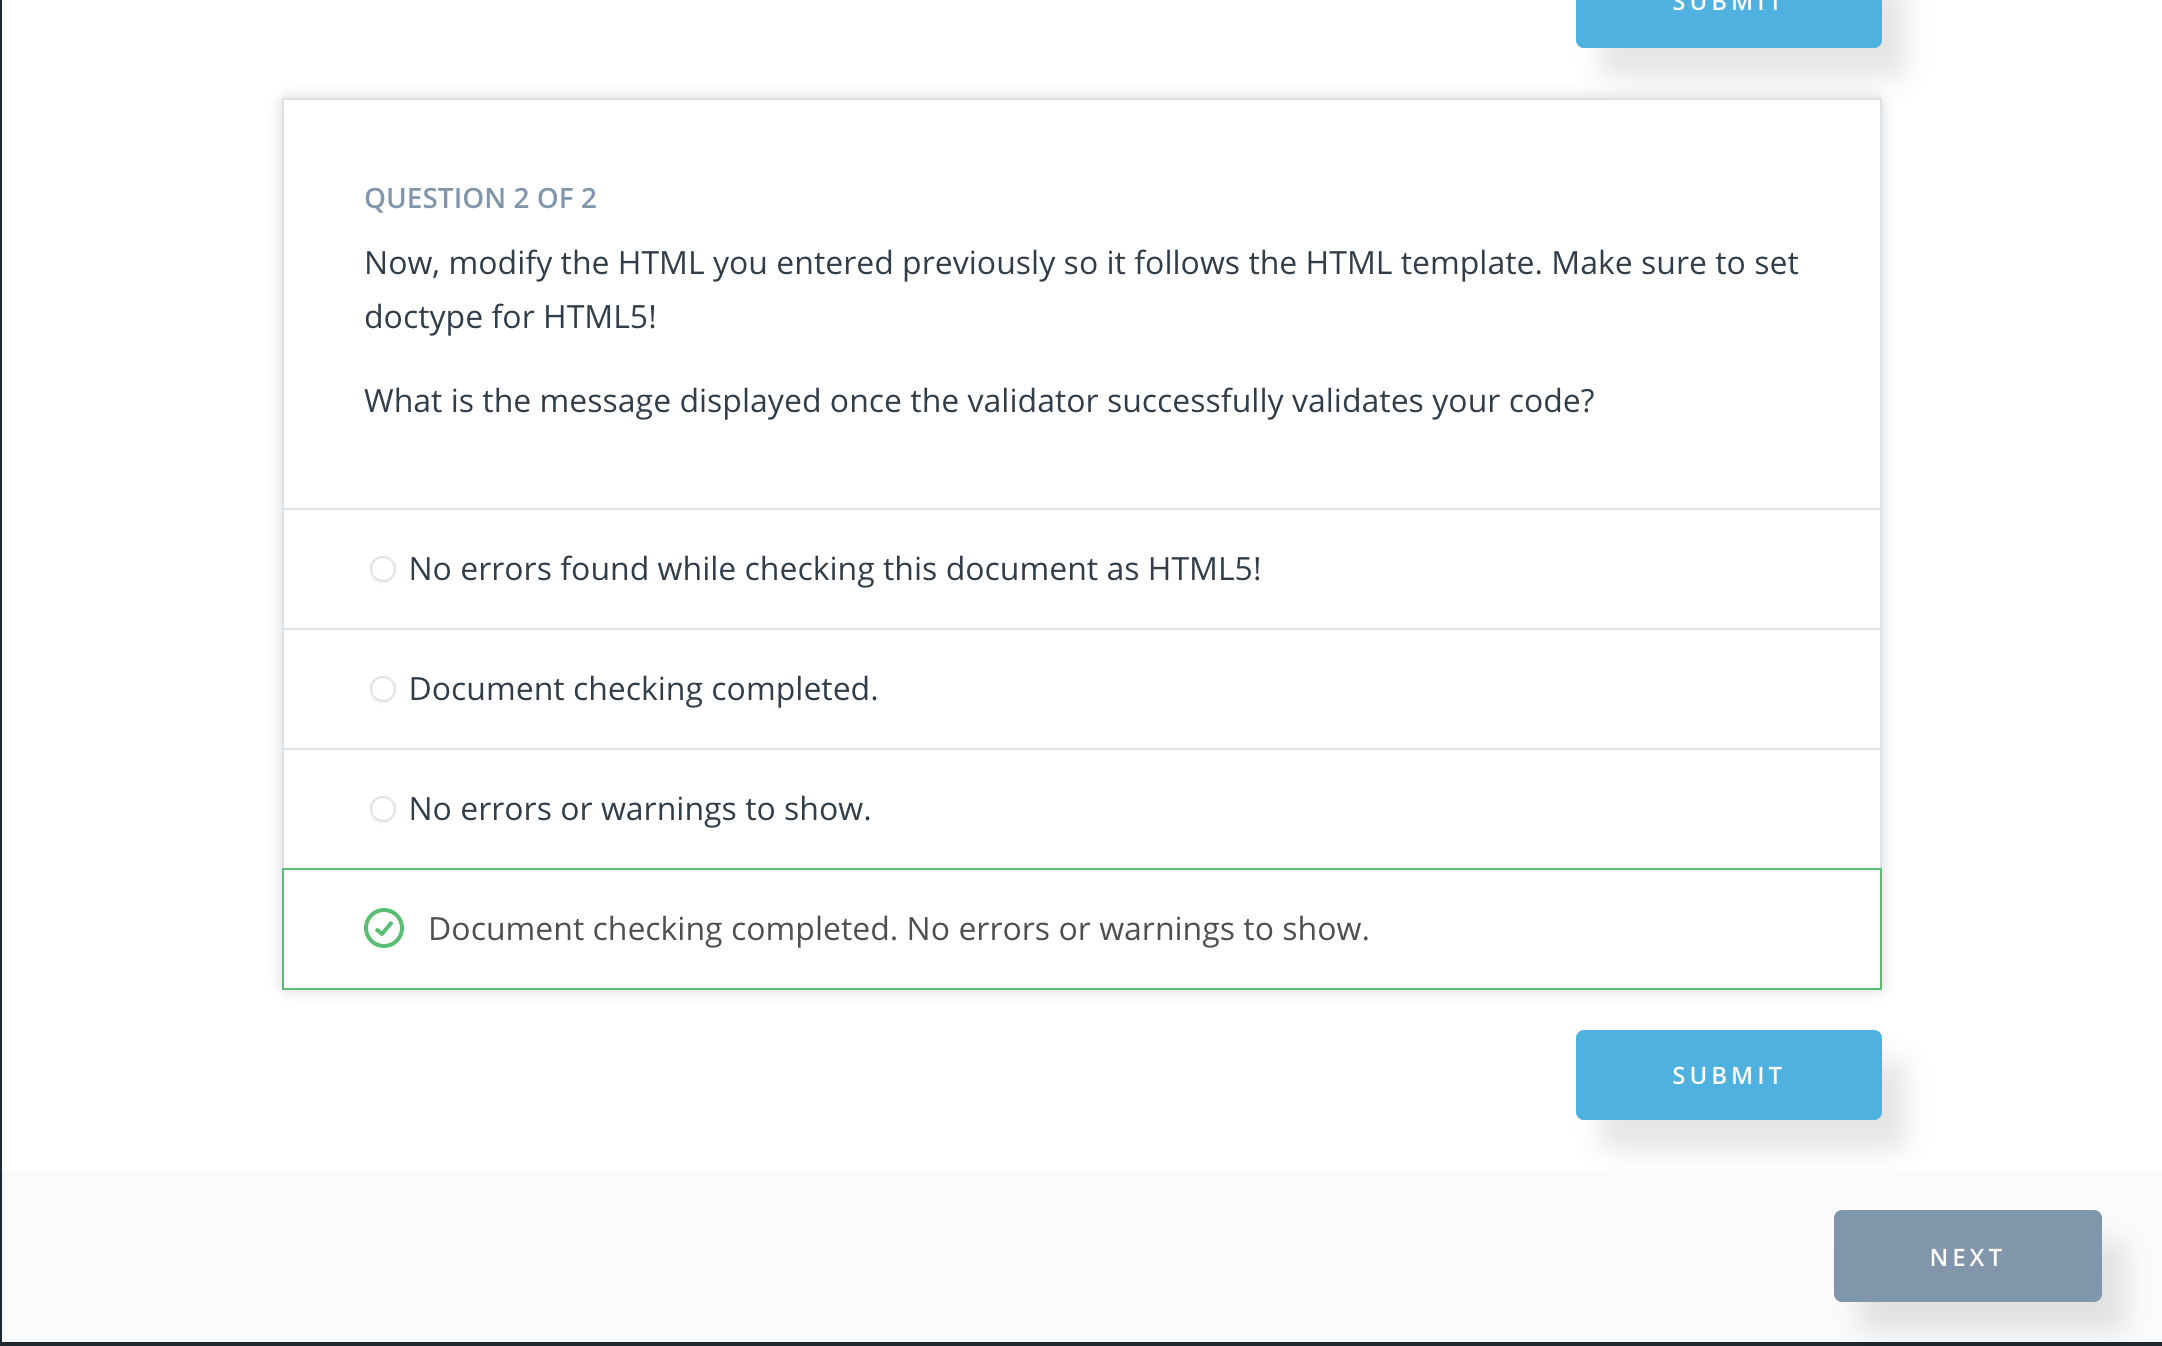 SUBMIT
QUESTION 2 OF 2
Now, modify the HTML you entered previously so it follows the HTML template. Make sure to set
doctype for HTML5!
What is the message displayed once the validator successfully validates your code?
No errors found while checking this document as HTML5!
Document checking completed.
No errors or warnings to show.
Document checking completed. No errors or warnings to show.
SUBMIT
NEXT